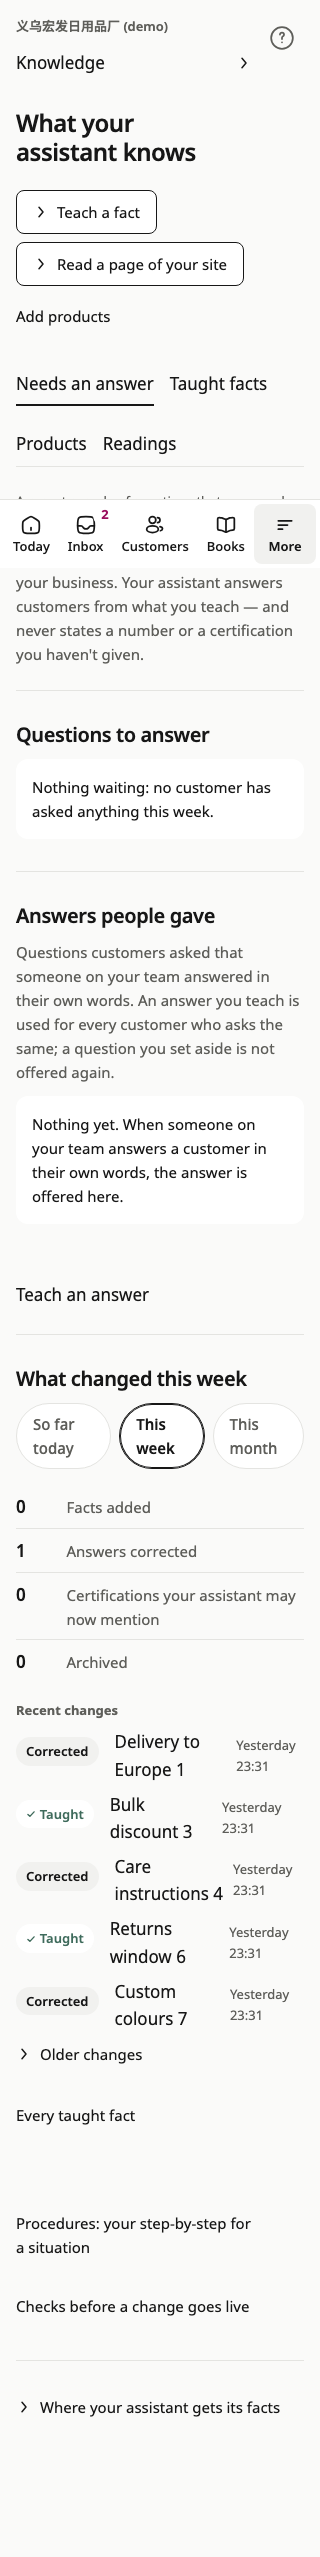 义乌宏发日用品厂 (demo)
Knowledge
What your
assistant knows
Teach a fact
Read a page of your site
Add products
Needs an answer
Taught facts
Products
Readings
Today
Inbox
2
Customers
Books
More
your business. Your assistant answers
customers from what you teach — and
never states a number or a certification
you haven't given.
Questions to answer
Nothing waiting: no customer has
asked anything this week.
Answers people gave
Questions customers asked that
someone on your team answered in
their own words. An answer you teach is
used for every customer who asks the
same; a question you set aside is not
offered again.
Nothing yet. When someone on
your team answers a customer in
their own words, the answer is
offered here.
Teach an answer
What changed this week
So far
today
This
week
This
month
0 Facts added
1 Answers corrected
0 Certifications your assistant may
now mention
0 Archived
Recent changes
Corrected
Delivery to
Europe 1
Yesterday
23:31
Taught
Bulk
discount 3
Yesterday
23:31
Corrected
Care
instructions 4
Yesterday
23:31
Taught
Returns
window 6
Yesterday
23:31
Corrected
Custom
colours 7
Yesterday
23:31
Older changes
Every taught fact
Procedures: your step-by-step for
a situation
Checks before a change goes live
Where your assistant gets its facts